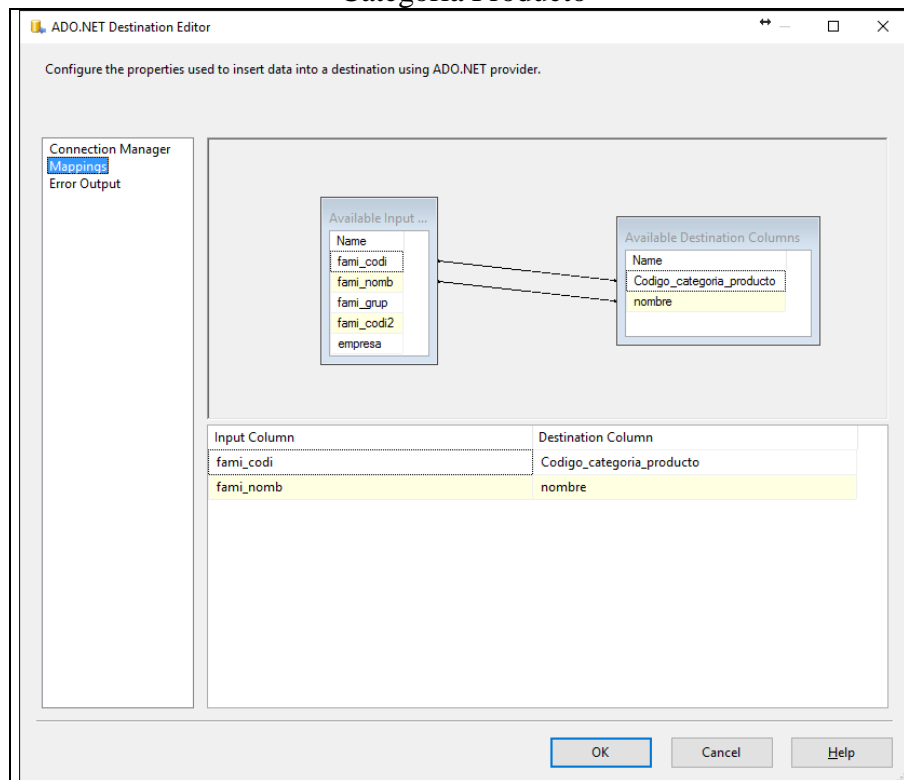 Categoría Producto
ADO.NET Destination Editor
Configure the properties used to insert data into a destination using ADO.NET provider.
Connection Manager
Mappings
Error Output
Available Input ...
Name
fami_codi
fami_nomb
fami_grup
fami_codi2
empresa
Available Destination Columns
Name
Codigo_categoria_producto
nombre
Input Column Destination Column
fami_codi Codigo_categoria_producto
fami_nomb nombre
OK Cancel Help